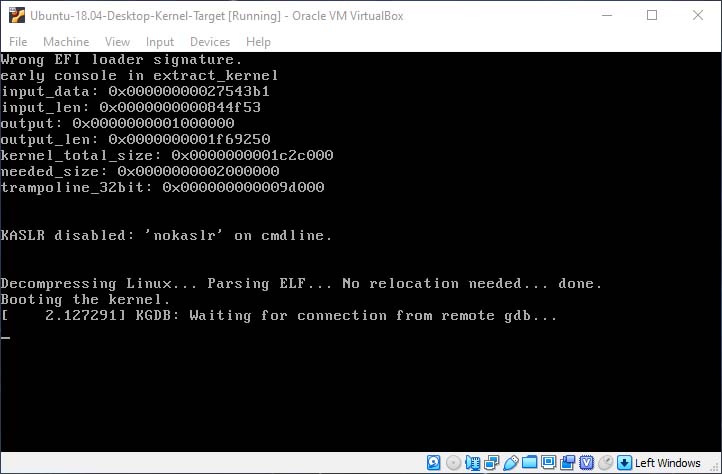 Ubuntu-18.04-Desktop-Kernel-Target [Running] - Oracle VM VirtualBox
File Machine View Input Devices Help
Wrong EFI loader signature.
early console in extract_kernel
input_data: 0x00000000027543b1
input_len: 0x0000000000844f53
output: 0x0000000001000000
output_len: 0x0000000001f69250
kernel_total_size: 0x0000000001c2c000
needed_size: 0x0000000002000000
trampoline_32bit: 0x000000000009d000
KASLR disabled: 'nokaslr' on cmdline.
Decompressing Linux... Parsing ELF... No relocation needed... done.
Booting the kernel.
[    2.127291] KGDB: Waiting for connection from remote gdb...
_
Left Windows